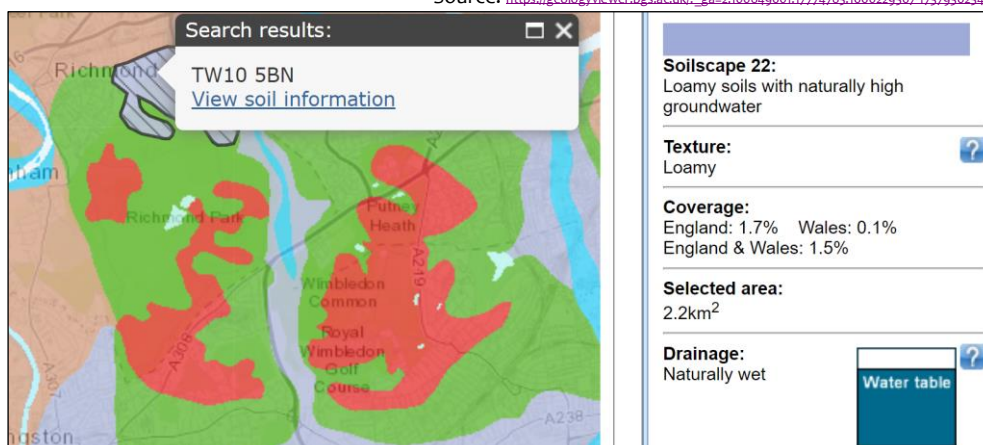 Source:
Search results:
TW10 5BN
View soil information
Richmond
Richmond Park
Putney
Heath
A219
Wimbledon
Common
Royal
Wimbledon
Golf
Course
A308
A307
A238
Soilscape 22:
Loamy soils with naturally high
groundwater
Texture:
?
Loamy
Coverage:
England: 1.7% Wales: 0.1%
England & Wales: 1.5%
Selected area:
2.2km²
Drainage:
?
Naturally wet
Water table